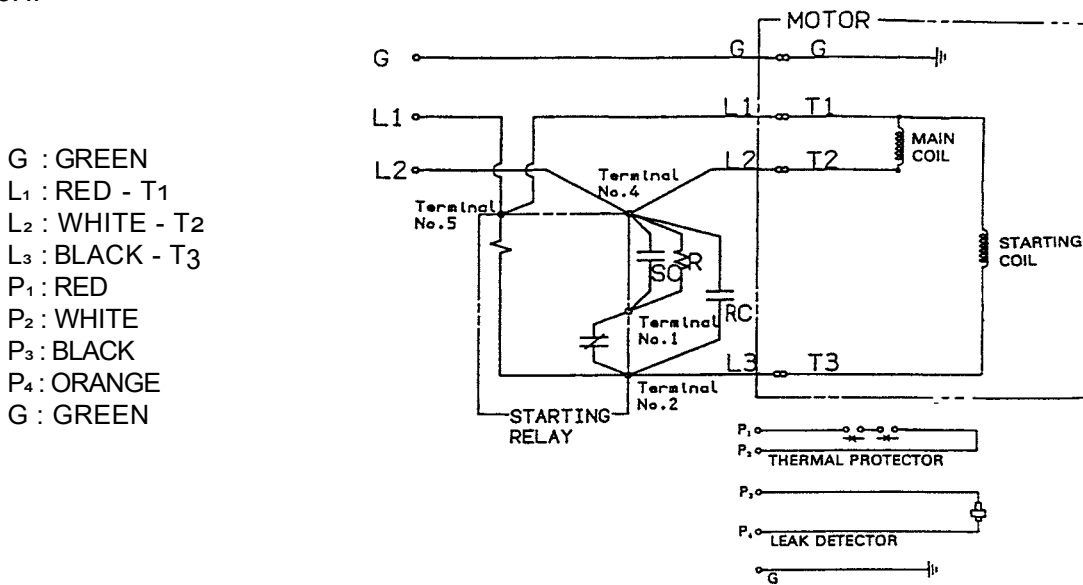 G : GREEN
L₁ : RED - T1
L₂ : WHITE - T2
L₃ : BLACK - T3
P₁ : RED
P₂ : WHITE
P₃ : BLACK
P₄ : ORANGE
G : GREEN
MOTOR
G G G
L1 L1 T1
MAIN
COIL
L2 L2 T2
Terminal
No.4
Terminal
No.5
STARTING
COIL
SC R
RC
Terminal
No.1
L3 T3
Terminal
No.2
STARTING
RELAY
P₁
P₂
THERMAL PROTECTOR
P₃
P₄
LEAK DETECTOR
G